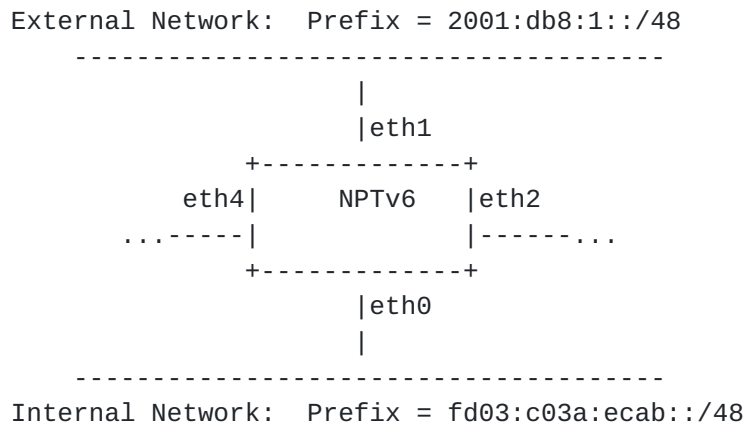 External Network:  Prefix = 2001:db8:1::/48
    --------------------------------------
                      |
                      |eth1
               +-------------+
           eth4|     NPTv6   |eth2
       ...-----|             |------...
               +-------------+
                      |eth0
                      |
    --------------------------------------
Internal Network:  Prefix = fd03:c03a:ecab::/48